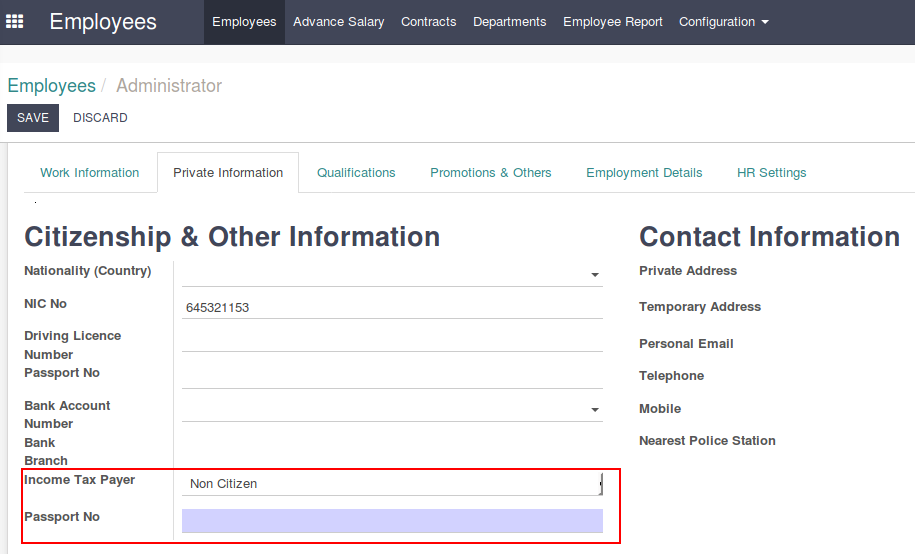 Employees
Employees Advance Salary Contracts Departments Employee Report Configuration
Employees / Administrator
SAVE DISCARD
Work Information Private Information Qualifications Promotions & Others Employment Details HR Settings
Citizenship & Other Information
Nationality (Country)
NIC No 645321153
Driving Licence
Number
Passport No
Bank Account
Number
Bank
Branch
Income Tax Payer Non Citizen
Passport No
Contact Information
Private Address
Temporary Address
Personal Email
Telephone
Mobile
Nearest Police Station